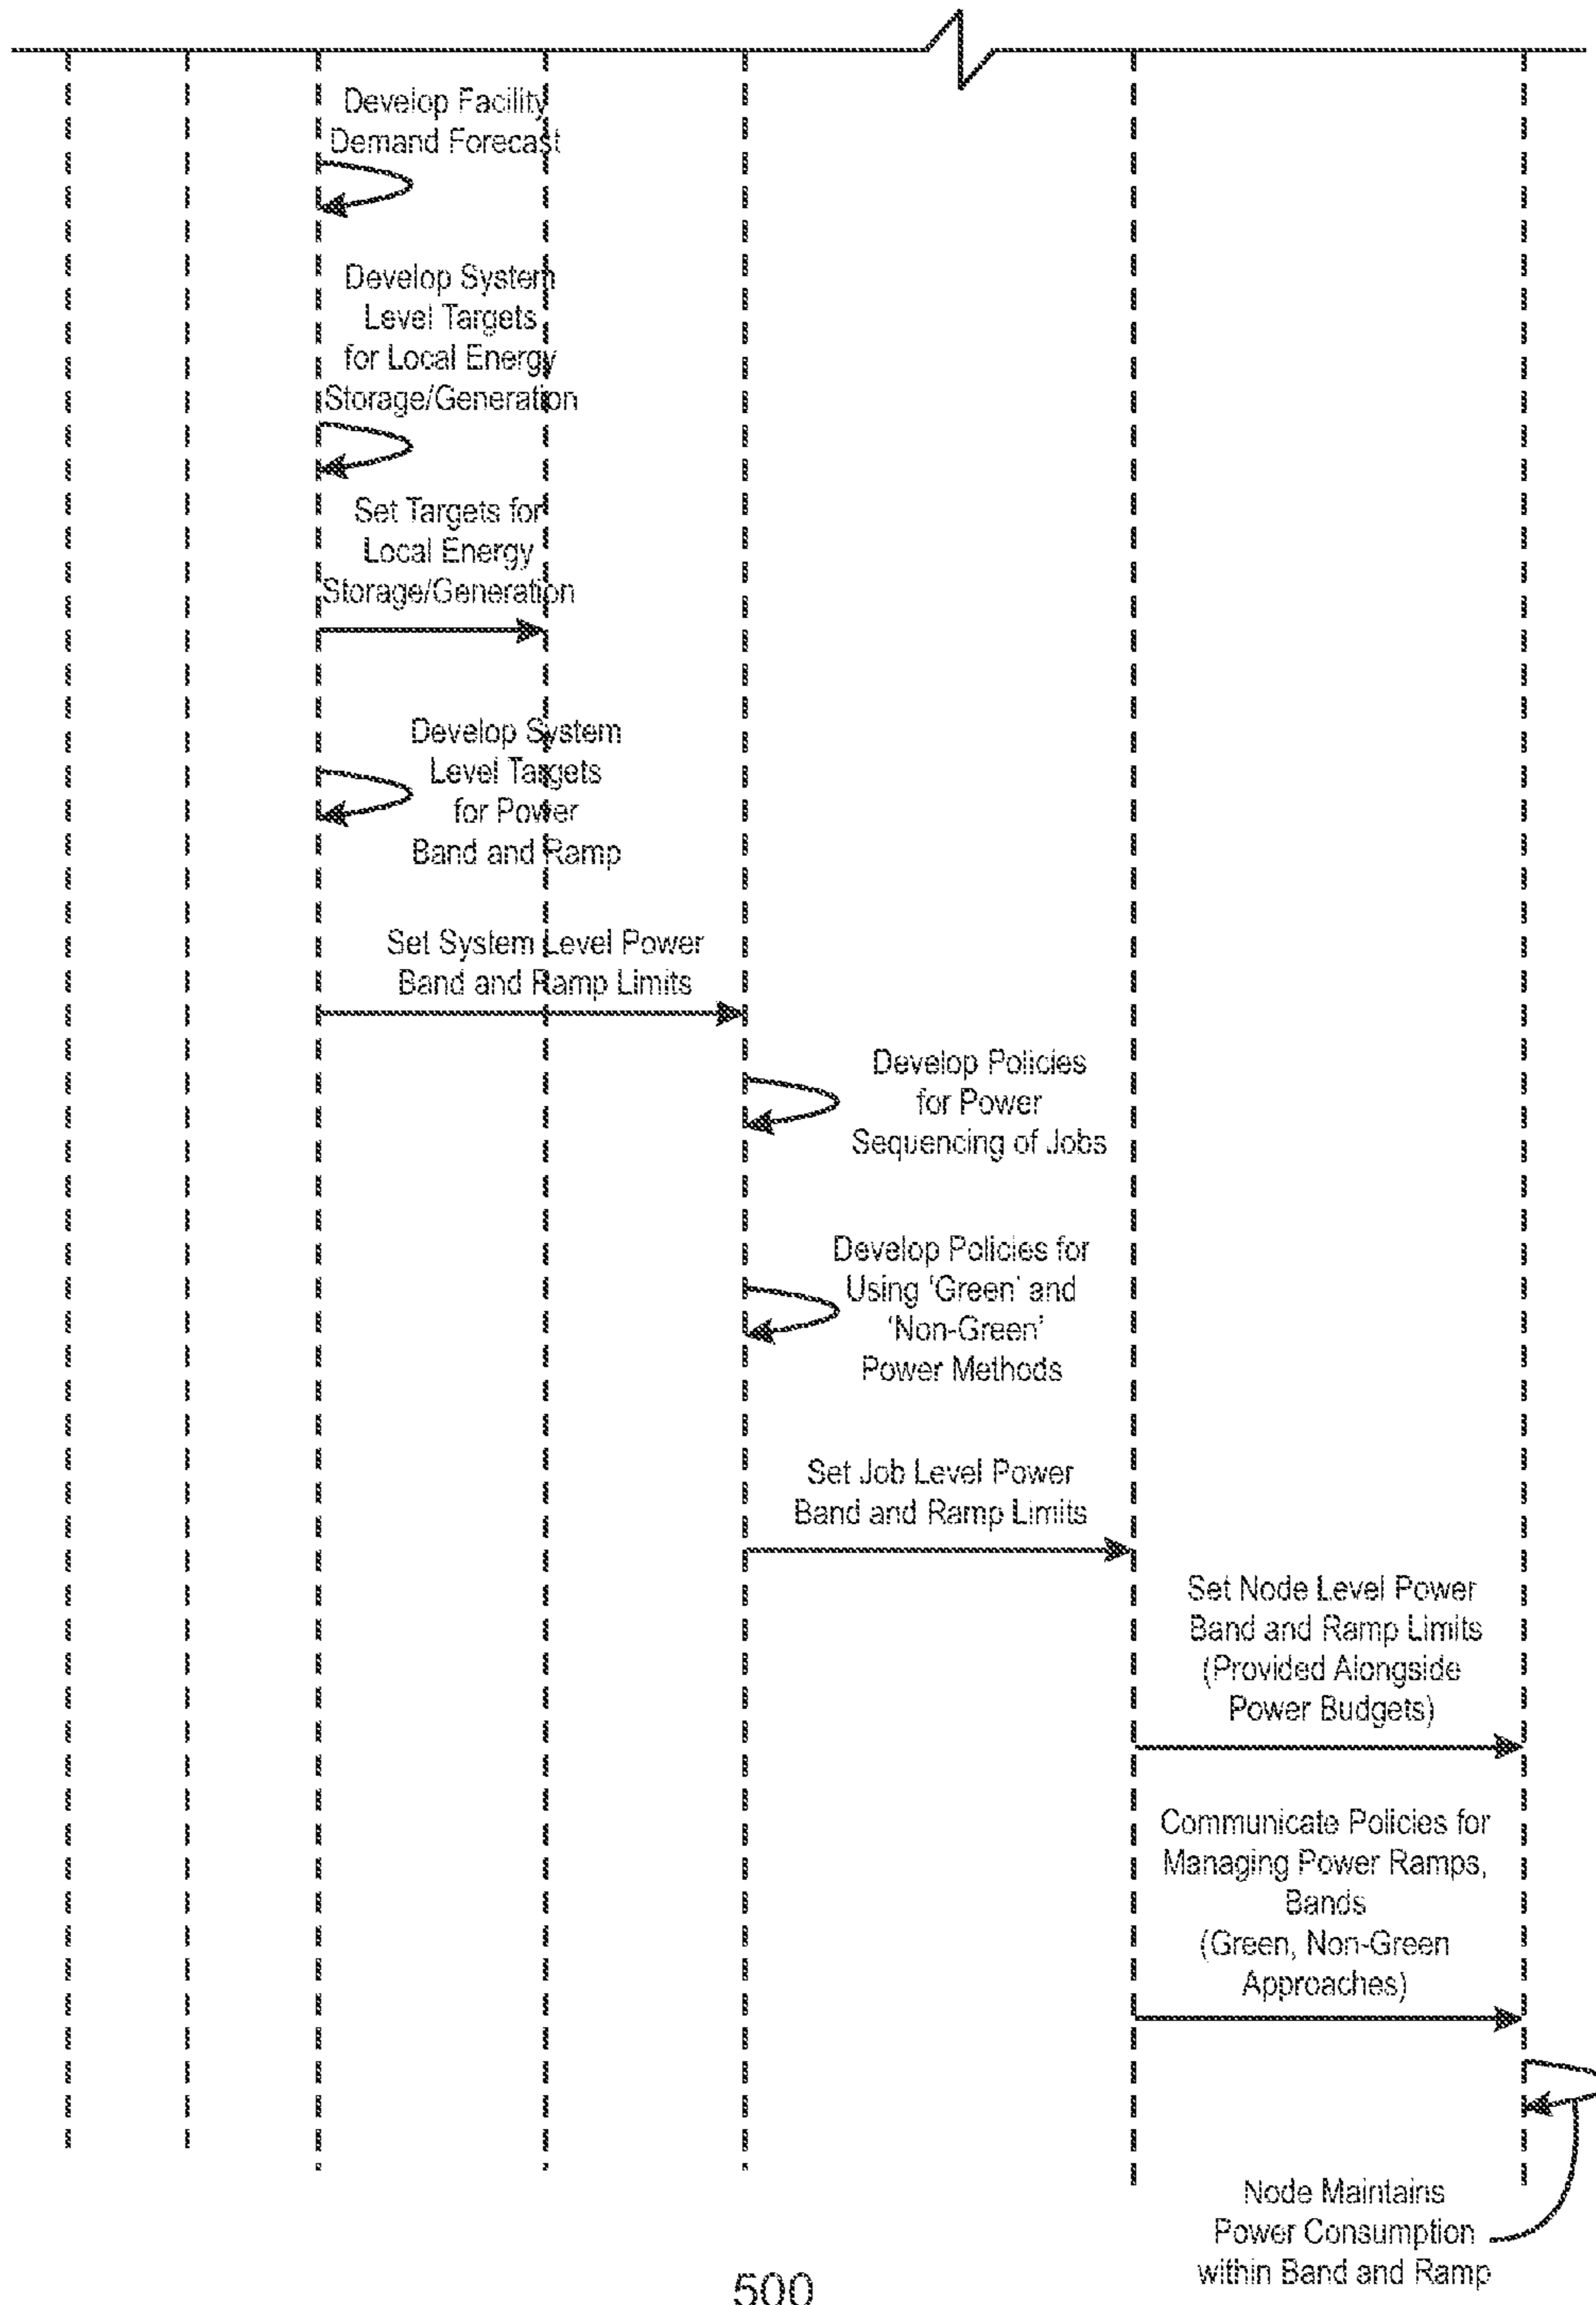 Develop Facility
Demand Forecast
Develop System
Level Targets
for Local Energy
Storage/Generation
Set Targets for
Local Energy
Storage/Generation
Develop System
Level Targets
for Power
Band and Ramp
Set System Level Power
Band and Ramp Limits
Develop Policies
for Power
Sequencing of Jobs
Develop Policies for
Using ‘Green’ and
‘Non-Green’
Power Methods
Set Job Level Power
Band and Ramp Limits
Set Node Level Power
Band and Ramp Limits
(Provided Alongside
Power Budgets)
Communicate Policies for
Managing Power Ramps,
Bands
(Green, Non-Green
Approaches)
Node Maintains
Power Consumption
within Band and Ramp
500